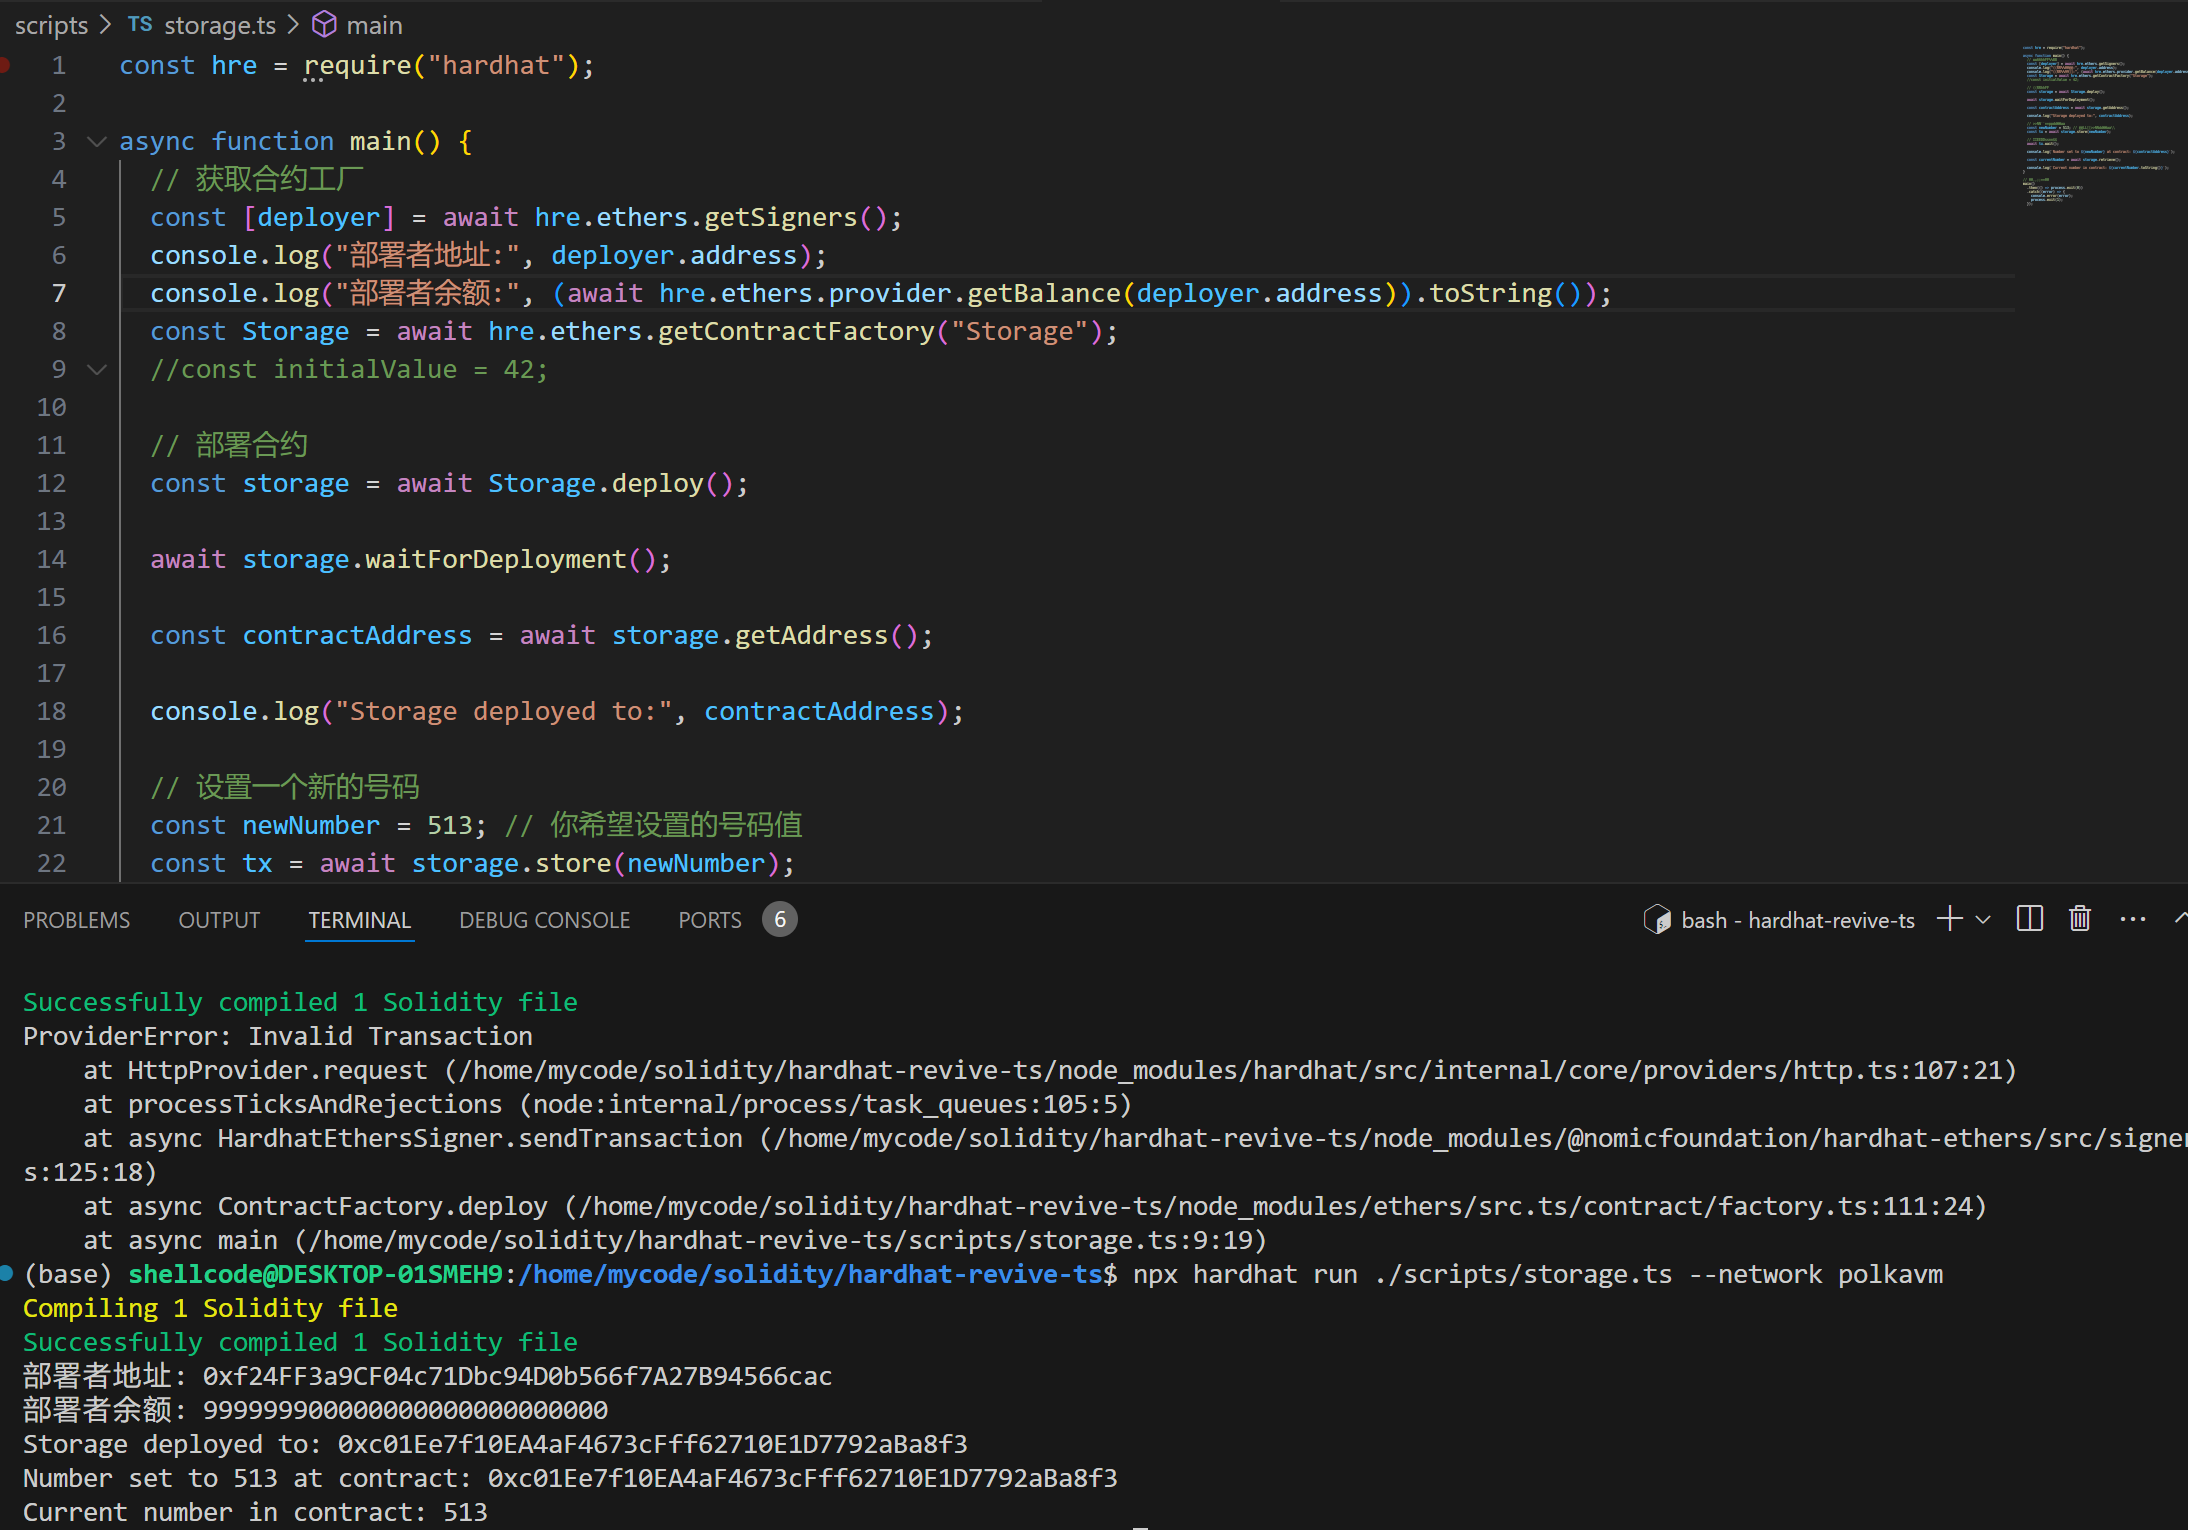 scripts > TS storage.ts > main
1 const hre = require("hardhat");
2
3 async function main() {
4 // 获取合约工厂
5 const [deployer] = await hre.ethers.getSigners();
6 console.log("部署者地址:", deployer.address);
7 console.log("部署者余额:", (await hre.ethers.provider.getBalance(deployer.address)).toString());
8 const Storage = await hre.ethers.getContractFactory("Storage");
9 //const initialValue = 42;
10
11 // 部署合约
12 const storage = await Storage.deploy();
13
14 await storage.waitForDeployment();
15
16 const contractAddress = await storage.getAddress();
17
18 console.log("Storage deployed to:", contractAddress);
19
20 // 设置一个新的号码
21 const newNumber = 513; // 你希望设置的号码值
22 const tx = await storage.store(newNumber);
PROBLEMS OUTPUT TERMINAL DEBUG CONSOLE PORTS 6 bash - hardhat-revive-ts
Successfully compiled 1 Solidity file
ProviderError: Invalid Transaction
at HttpProvider.request (/home/mycode/solidity/hardhat-revive-ts/node_modules/hardhat/src/internal/core/providers/http.ts:107:21)
at processTicksAndRejections (node:internal/process/task_queues:105:5)
at async HardhatEthersSigner.sendTransaction (/home/mycode/solidity/hardhat-revive-ts/node_modules/@nomicfoundation/hardhat-ethers/src/signer
s:125:18)
at async ContractFactory.deploy (/home/mycode/solidity/hardhat-revive-ts/node_modules/ethers/src.ts/contract/factory.ts:111:24)
at async main (/home/mycode/solidity/hardhat-revive-ts/scripts/storage.ts:9:19)
(base) shellcode@DESKTOP-01SMEH9:/home/mycode/solidity/hardhat-revive-ts$ npx hardhat run ./scripts/storage.ts --network polkavm
Compiling 1 Solidity file
Successfully compiled 1 Solidity file
部署者地址: 0xf24FF3a9CF04c71Dbc94D0b566f7A27B94566cac
部署者余额: 999999900000000000000000000
Storage deployed to: 0xc01Ee7f10EA4aF4673cFff62710E1D7792aBa8f3
Number set to 513 at contract: 0xc01Ee7f10EA4aF4673cFff62710E1D7792aBa8f3
Current number in contract: 513